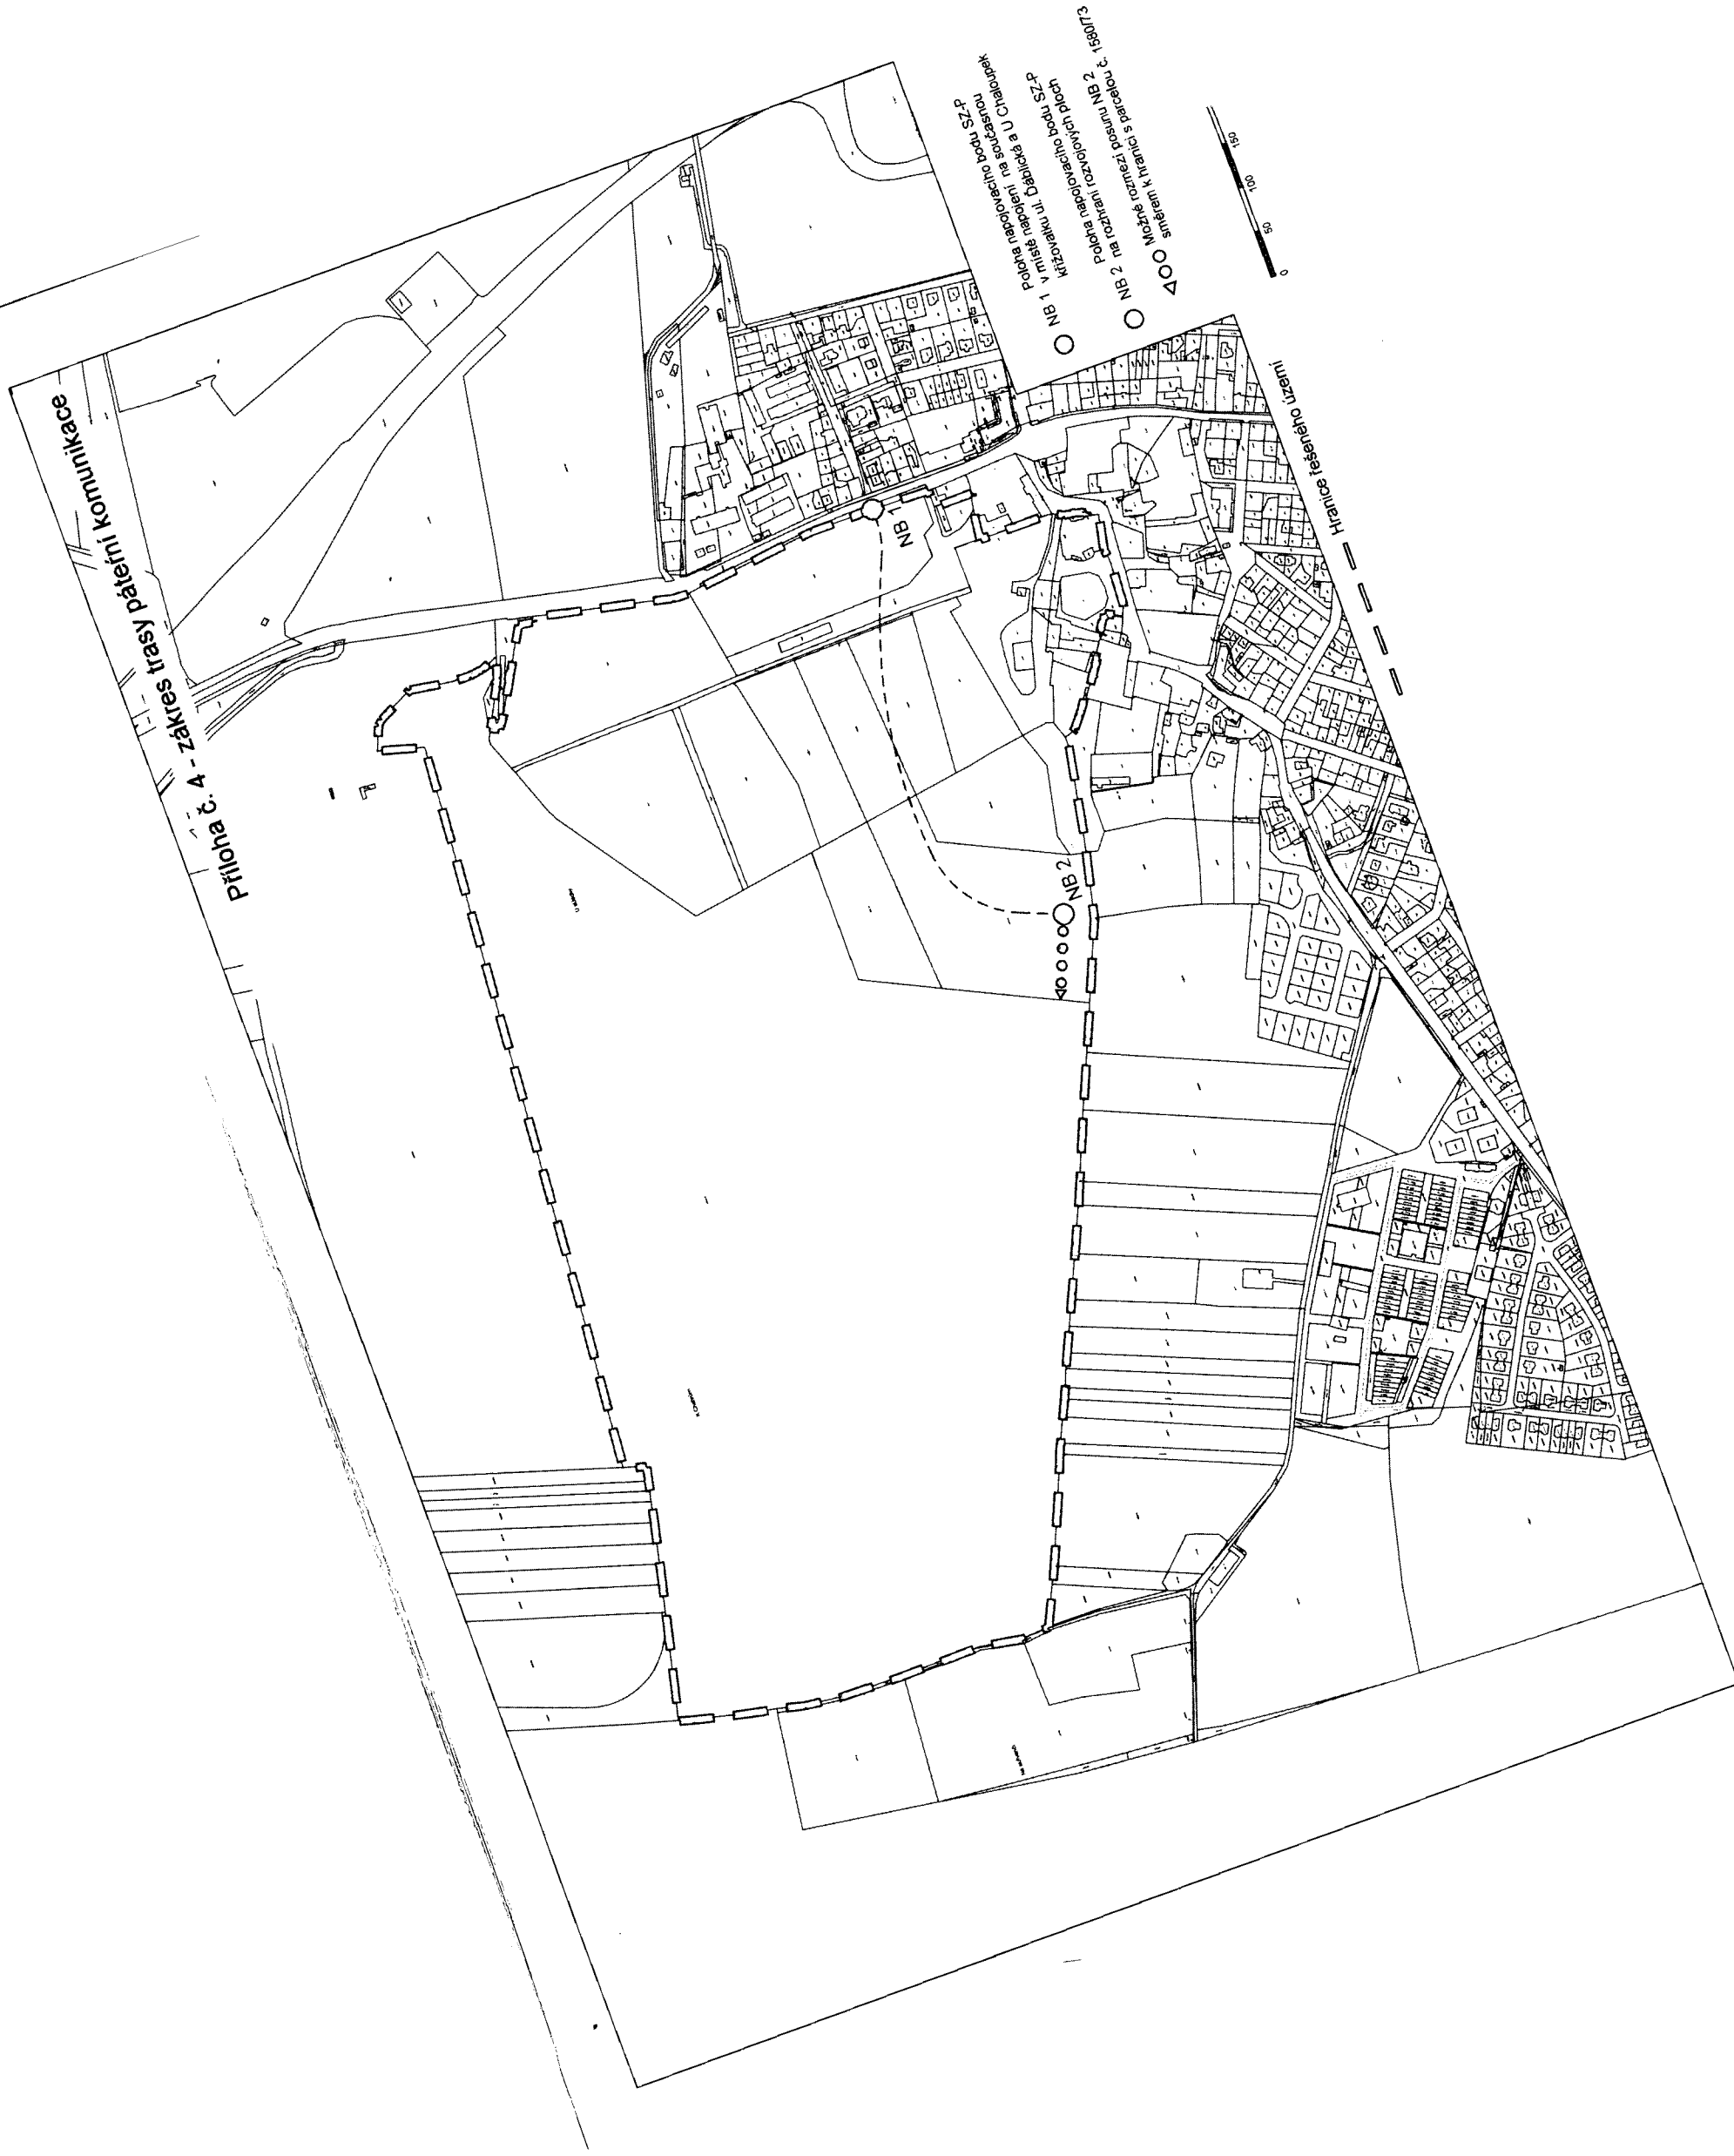 Příloha č. 4 - zákres trasy páteřní komunikace
Poloha napojovacího bodu SZ-P
NB 1 v místě napojení na současnou
křižovatku ul. Ďáblická a U Chaloupek
Poloha napojovacího bodu SZ-P
NB 2 na rozhraní rozvojových ploch
Možné rozmezí posunu NB 2
směrem k hranici s parcelou č. 1580/73
0 50 100 150
Hranice řešeného území
NB 1
NB 2